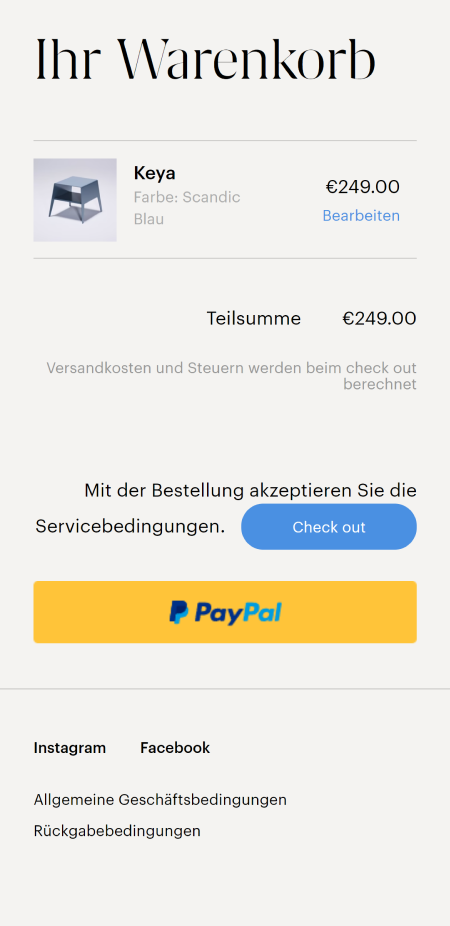 Ihr Warenkorb
Keya
Farbe: Scandic
Blau
€249.00
Bearbeiten
Teilsumme €249.00
Versandkosten und Steuern werden beim check out
berechnet
Mit der Bestellung akzeptieren Sie die
Servicebedingungen. Check out
PayPal
Instagram Facebook
Allgemeine Geschäftsbedingungen
Rückgabebedingungen